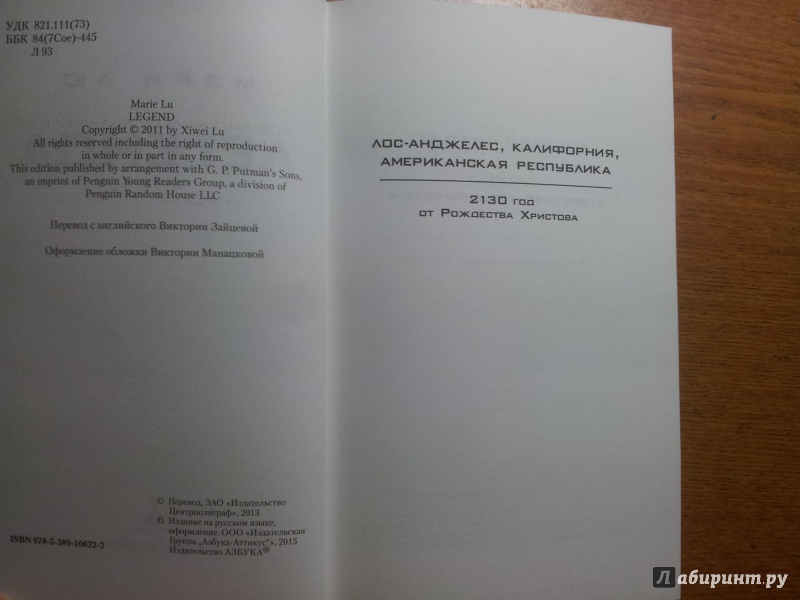 УДК 821.111(73)
ББК 84(7Сое)-445
Л 93
Marie Lu
LEGEND
Copyright © 2011 by Xiwei Lu
All rights reserved including the right of reproduction
in whole or in part in any form.
This edition published by arrangement with G. P. Putnam's Sons,
an imprint of Penguin Young Readers Group, a division of
Penguin Random House LLC
Перевод с английского Виктории Зайцевой
Оформление обложки Виктории Манацковой
© Перевод, ЗАО «Издательство
Центрполиграф», 2013
© Издание на русском языке,
оформление. ООО «Издательская
Группа „Азбука-Аттикус"», 2015
Издательство АЗБУКА®
ISBN 978-5-389-10622-2
ЛОС-АНДЖЕЛЕС, КАЛИФОРНИЯ,
АМЕРИКАНСКАЯ РЕСПУБЛИКА
2130 год
от Рождества Христова
Лабиринт.ру